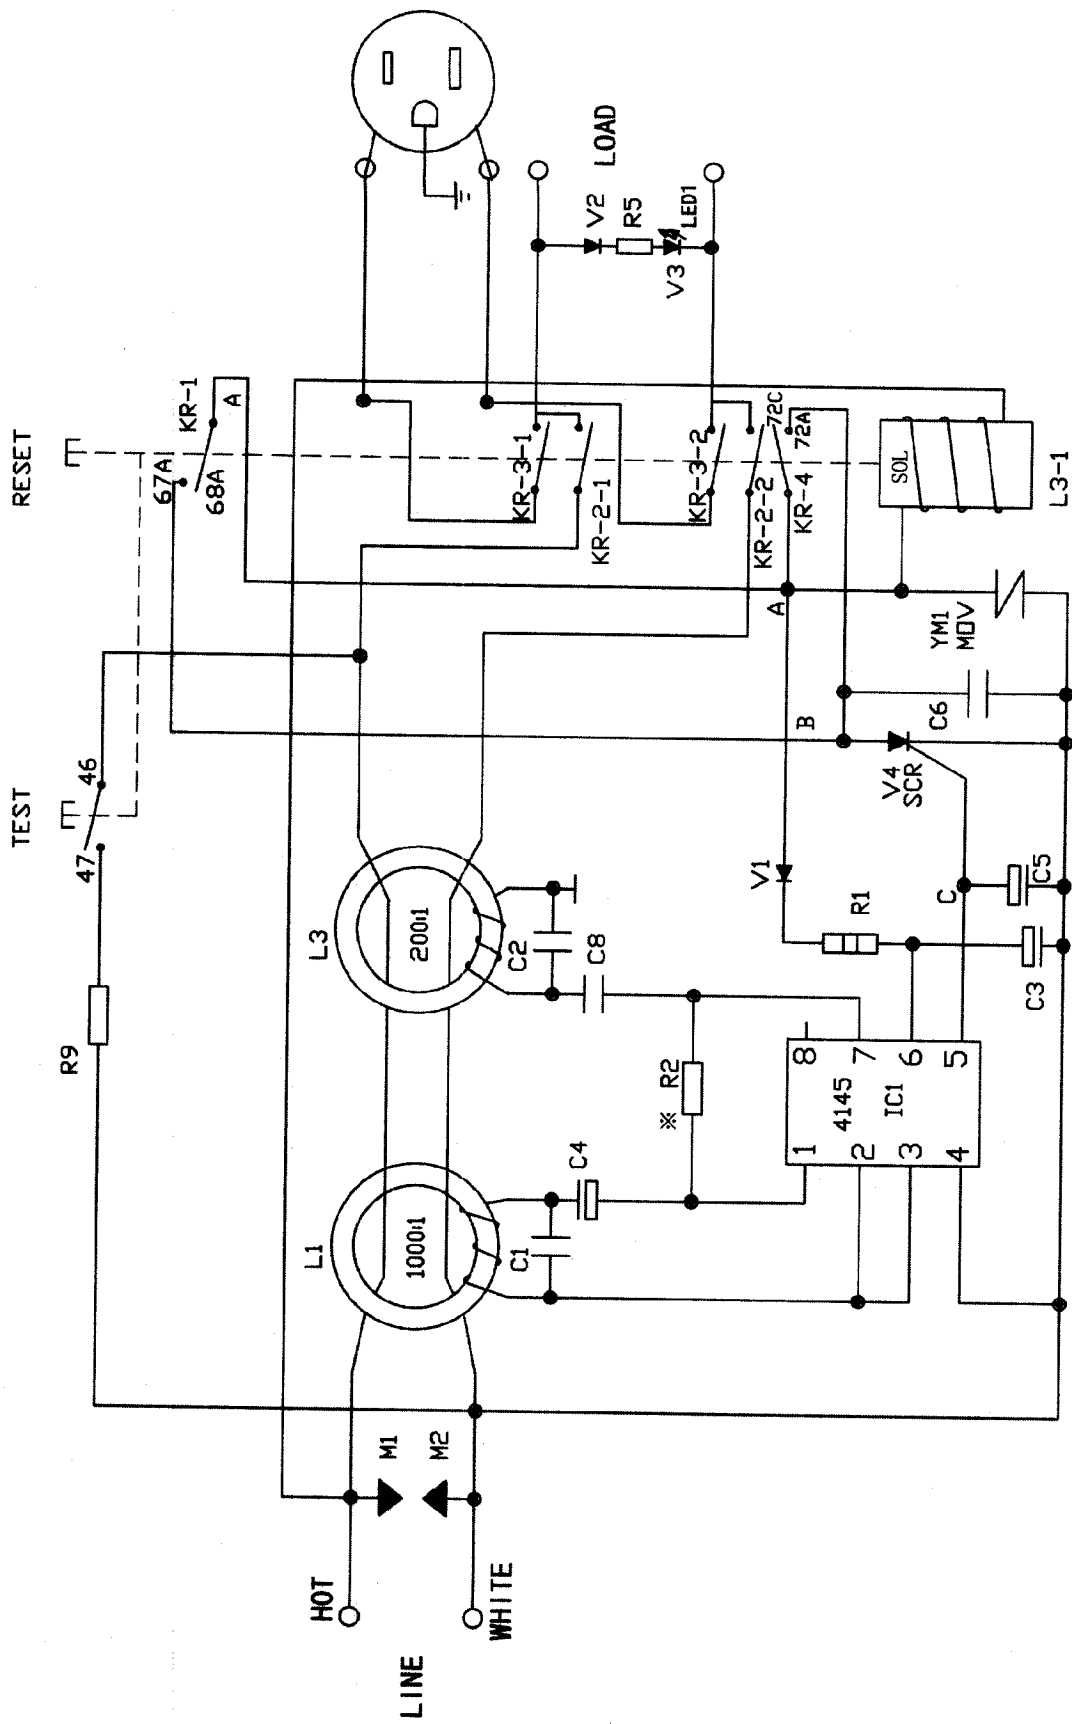 TEST
RESET
47
46
R9
67A
68A
KR-1
A
HOT
LINE
WHITE
M1
M2
L1
1000:1
C1
C4
L3
200:1
C2
C8
※ R2
KR-3-1
KR-2-1
KR-3-2
KR-2-2
KR-4
72C
72A
V2
R5
V3
LED1
LOAD
A
B
V1
R1
V4
SCR
C6
YM1
MOV
SOL
L3-1
C
C5
C3
4145
IC1
1
2
3
4
8
7
6
5